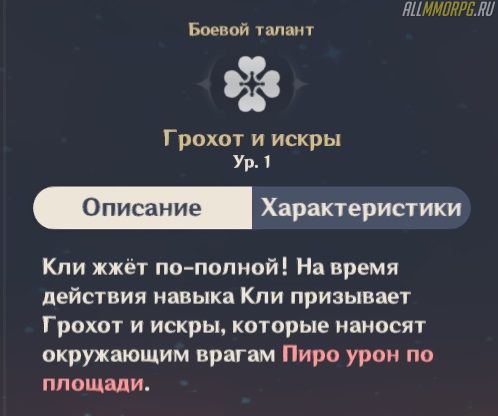 ALLMMORPG.RU
Боевой талант
Грохот и искры
Ур. 1
Описание Характеристики
Кли жжёт по-полной! На время
действия навыка Кли призывает
Грохот и искры, которые наносят
окружающим врагам Пиро урон по
площади.